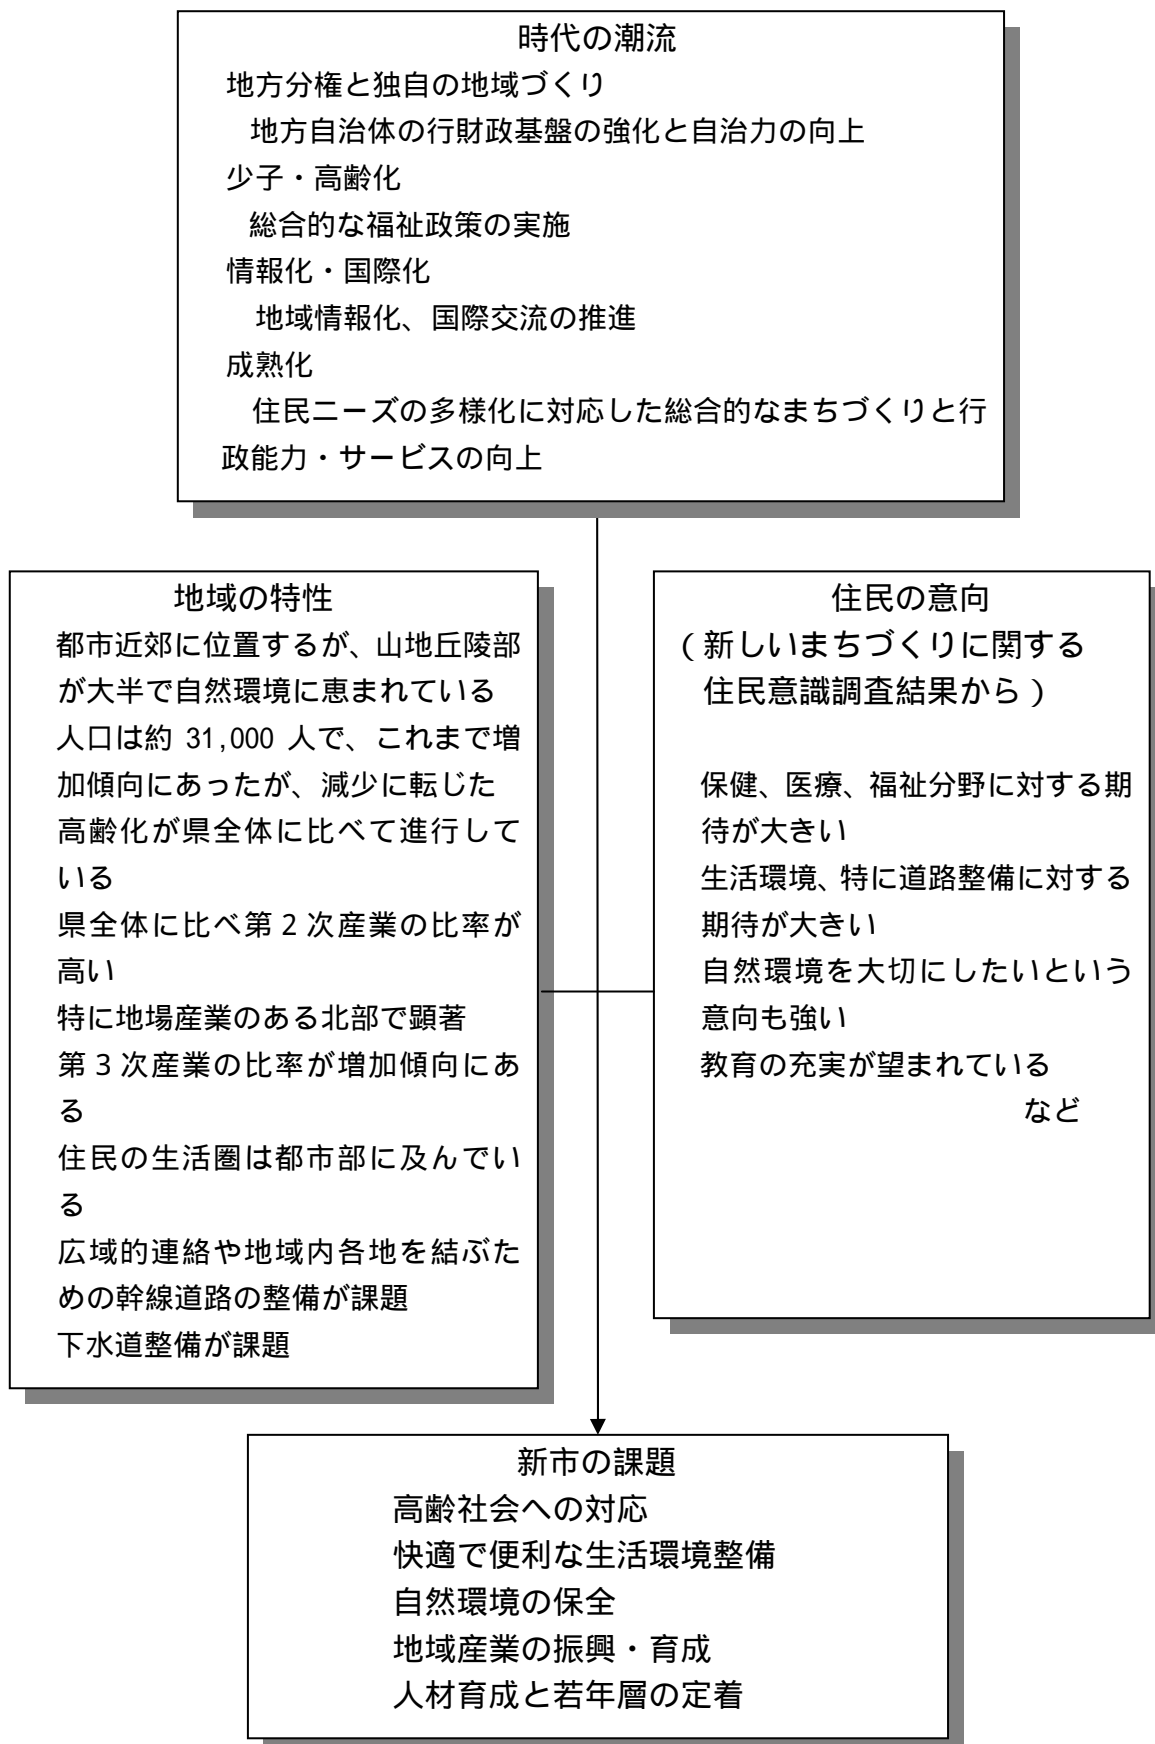 時代の潮流
地方分権と独自の地域づくり
地方自治体の行財政基盤の強化と自治力の向上
少子・高齢化
総合的な福祉政策の実施
情報化・国際化
地域情報化、国際交流の推進
成熟化
住民ニーズの多様化に対応した総合的なまちづくりと行
政能力・サービスの向上
地域の特性
都市近郊に位置するが、山地丘陵部
が大半で自然環境に恵まれている
人口は約 31,000 人で、これまで増
加傾向にあったが、減少に転じた
高齢化が県全体に比べて進行して
いる
県全体に比べ第2次産業の比率が
高い
特に地場産業のある北部で顕著
第3次産業の比率が増加傾向にあ
る
住民の生活圏は都市部に及んでい
る
広域的連絡や地域内各地を結ぶた
めの幹線道路の整備が課題
下水道整備が課題
住民の意向
(新しいまちづくりに関する
住民意識調査結果から)
保健、医療、福祉分野に対する期
待が大きい
生活環境、特に道路整備に対する
期待が大きい
自然環境を大切にしたいという
意向も強い
教育の充実が望まれている
など
新市の課題
高齢社会への対応
快適で便利な生活環境整備
自然環境の保全
地域産業の振興・育成
人材育成と若年層の定着